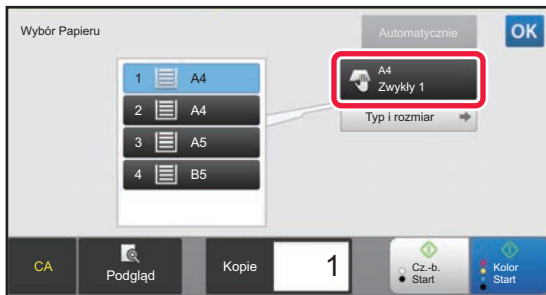 Wybór Papieru
Automatycznie
OK
1 A4
2 A4
3 A5
4 B5
A4
Zwykły 1
Typ i rozmiar
CA
Podgląd
Kopie
1
Cz.-b.
Start
Kolor
Start